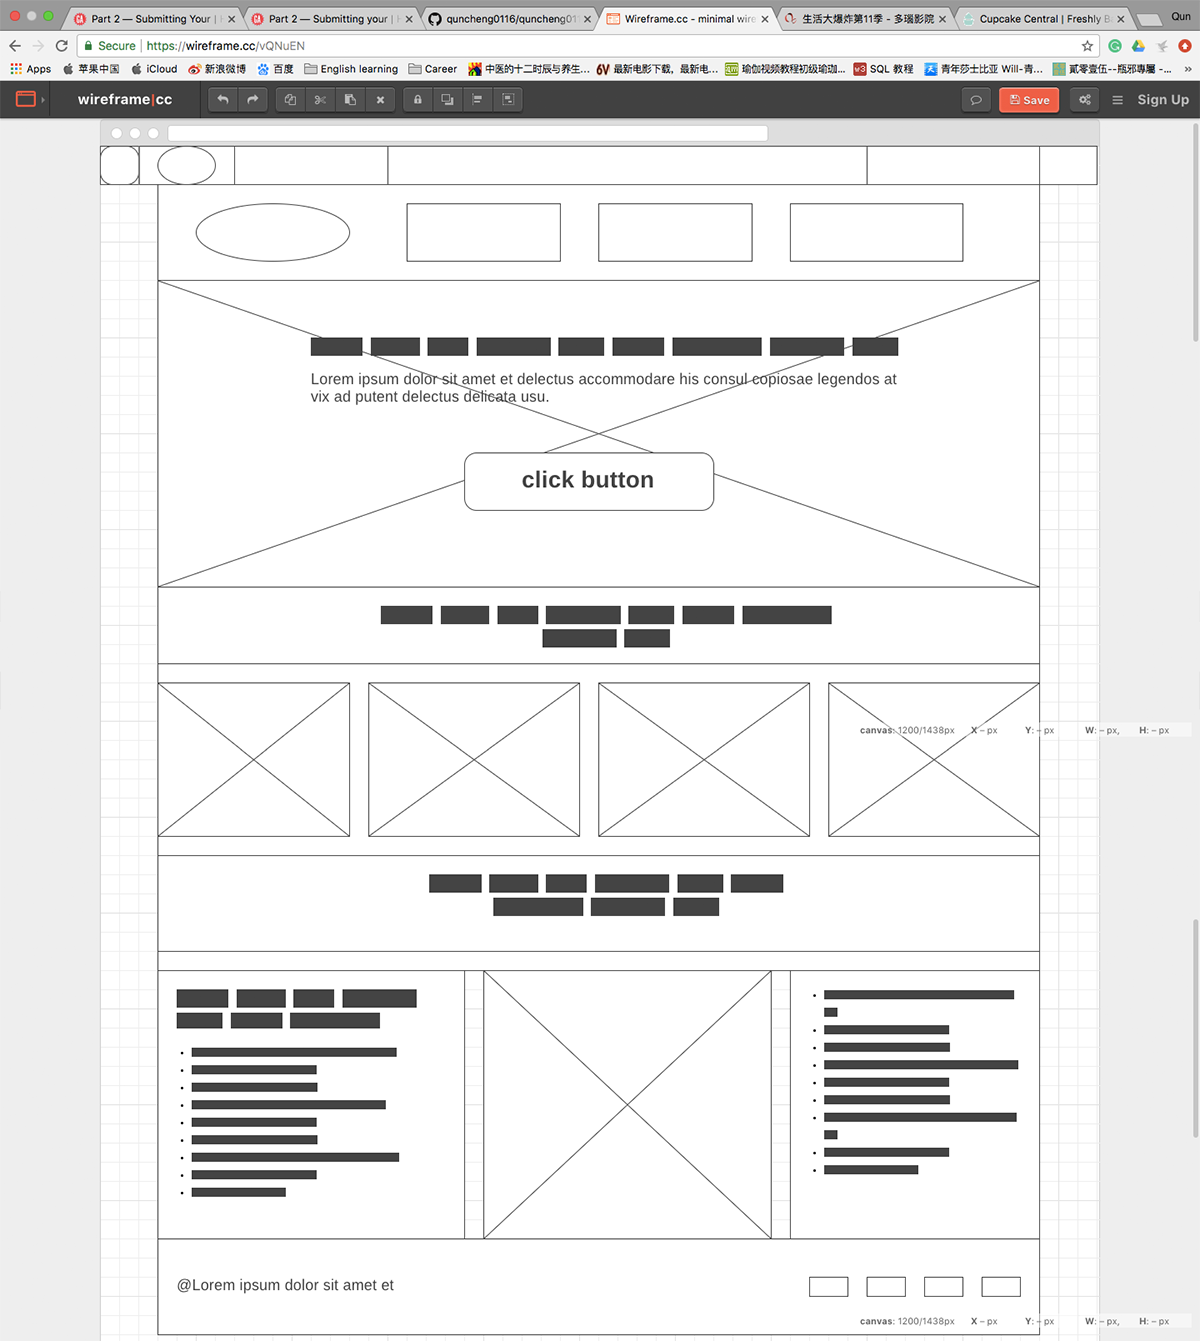 Part 2 — Submitting Your | H
Part 2 — Submitting your | H
quncheng0116/quncheng011
Wireframe.cc - minimal wire
生活大爆炸第11季 - 多瑙影院
Cupcake Central | Freshly B
Qun
Secure | https://wireframe.cc/vQNuEN
Apps 苹果中国 iCloud 新浪微博 百度 English learning Career 中医的十二时辰与养生... 6V 最新电影下载，最新电... 瑜伽视频教程初级瑜珈... w3 SQL 教程 青年莎士比亚 Will-青... 貳零壹伍--瓶邪專屬 -... »
wireframe|cc Save Sign Up
Lorem ipsum dolor sit amet et delectus accommodare his consul copiosae legendos at
vix ad putent delectus delicata usu.
click button
canvas: 1200/1438px X – px Y: – px W: – px, H: – px
@Lorem ipsum dolor sit amet et
canvas: 1200/1438px X – px Y: – px W: – px, H: – px